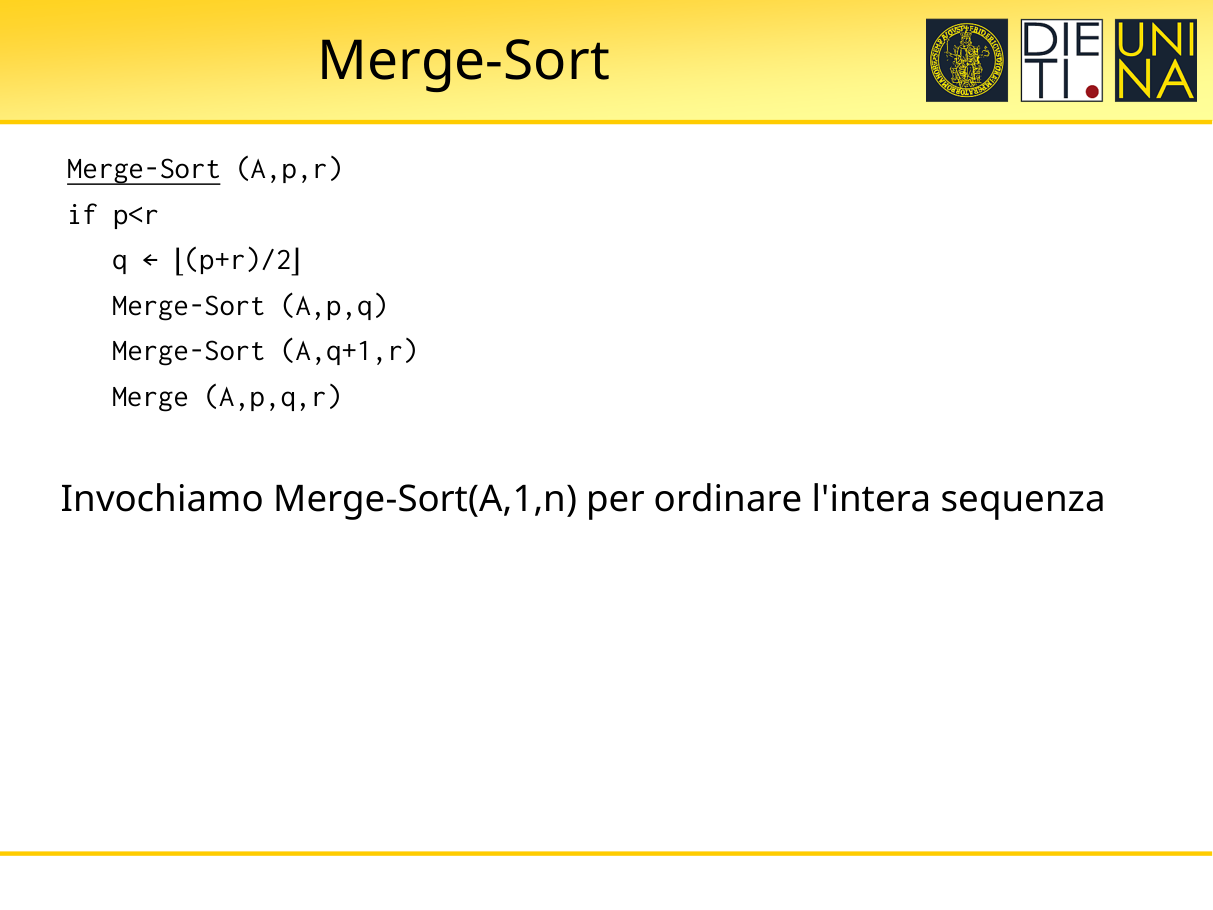 Merge-Sort
DIE
TI.
UNI
NA
Merge-Sort (A,p,r)
if p<r
q ← ⌊(p+r)/2⌋
Merge-Sort (A,p,q)
Merge-Sort (A,q+1,r)
Merge (A,p,q,r)
Invochiamo Merge-Sort(A,1,n) per ordinare l'intera sequenza